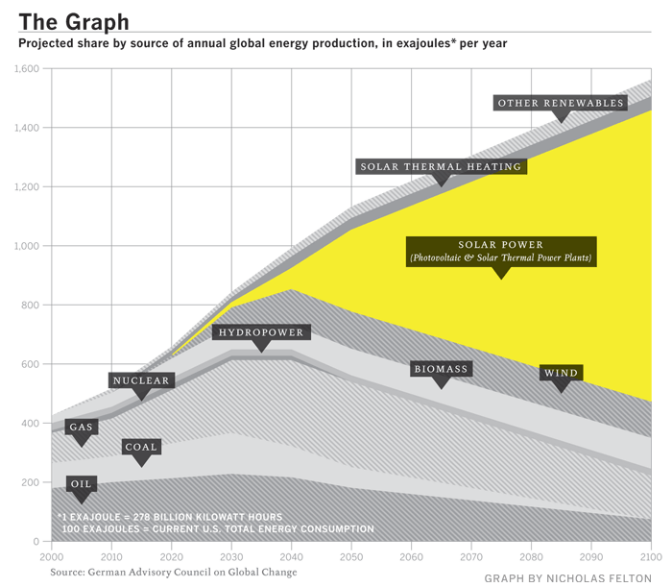 The Graph
Projected share by source of annual global energy production, in exajoules* per year
1,600
1,400
1,200
1,000
800
600
400
200
0
OTHER RENEWABLES
SOLAR THERMAL HEATING
SOLAR POWER
(Photovoltaic & Solar Thermal Power Plants)
HYDROPOWER
BIOMASS
WIND
NUCLEAR
GAS
COAL
OIL
*1 EXAJOULE = 278 BILLION KILOWATT HOURS
100 EXAJOULES = CURRENT U.S. TOTAL ENERGY CONSUMPTION
2000 2010 2020 2030 2040 2050 2060 2070 2080 2090 2100
Source: German Advisory Council on Global Change
GRAPH BY NICHOLAS FELTON